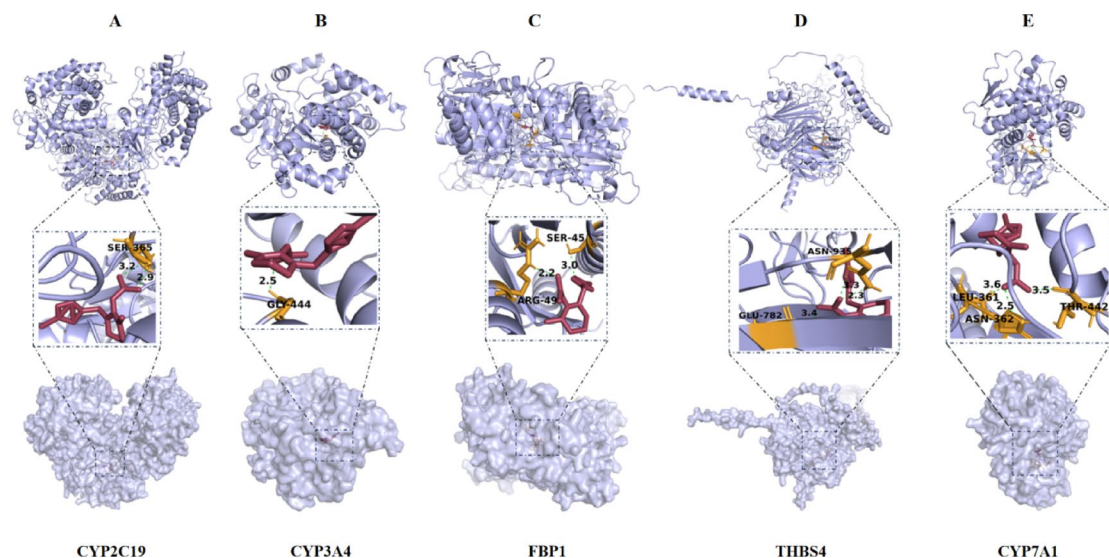 A
B
C
D
E
SER-365
3.2
2.9
2.5
GLY-444
SER-45
2.2
3.0
ARG-49
ASN-935
3.3
2.3
GLU-782
3.4
3.6
3.5
LEU-361
2.5
THR-442
ASN-362
CYP2C19
CYP3A4
FBP1
THBS4
CYP7A1